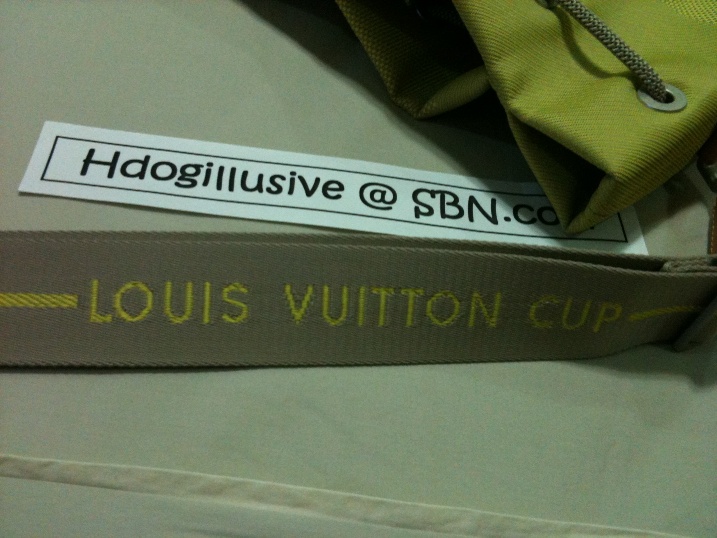 Hdogillusive @ SBN.co
LOUIS VUITTON CUP